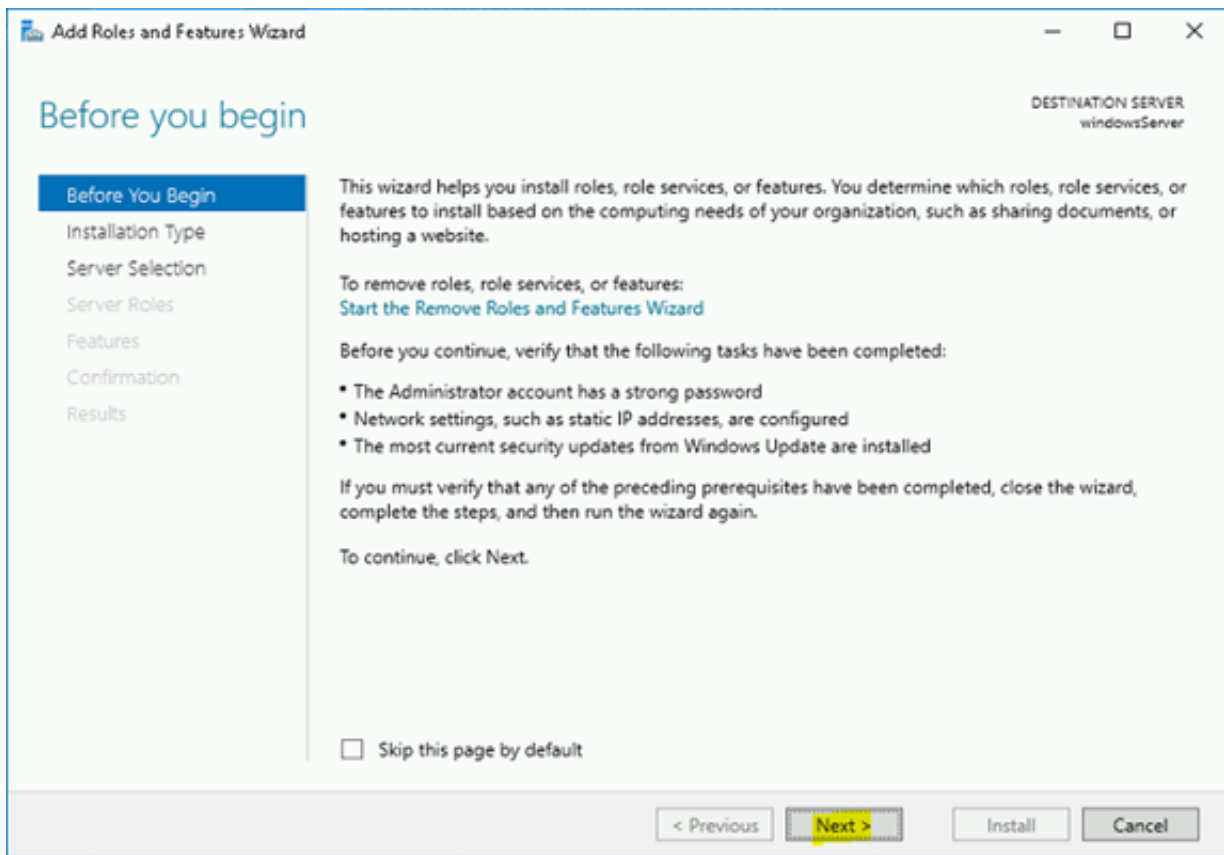 Add Roles and Features Wizard
Before you begin
DESTINATION SERVER
windowsServer
Before You Begin
Installation Type
Server Selection
Server Roles
Features
Confirmation
Results
This wizard helps you install roles, role services, or features. You determine which roles, role services, or
features to install based on the computing needs of your organization, such as sharing documents, or
hosting a website.
To remove roles, role services, or features:
Start the Remove Roles and Features Wizard
Before you continue, verify that the following tasks have been completed:
• The Administrator account has a strong password
• Network settings, such as static IP addresses, are configured
• The most current security updates from Windows Update are installed
If you must verify that any of the preceding prerequisites have been completed, close the wizard,
complete the steps, and then run the wizard again.
To continue, click Next.
Skip this page by default
< Previous
Next >
Install
Cancel